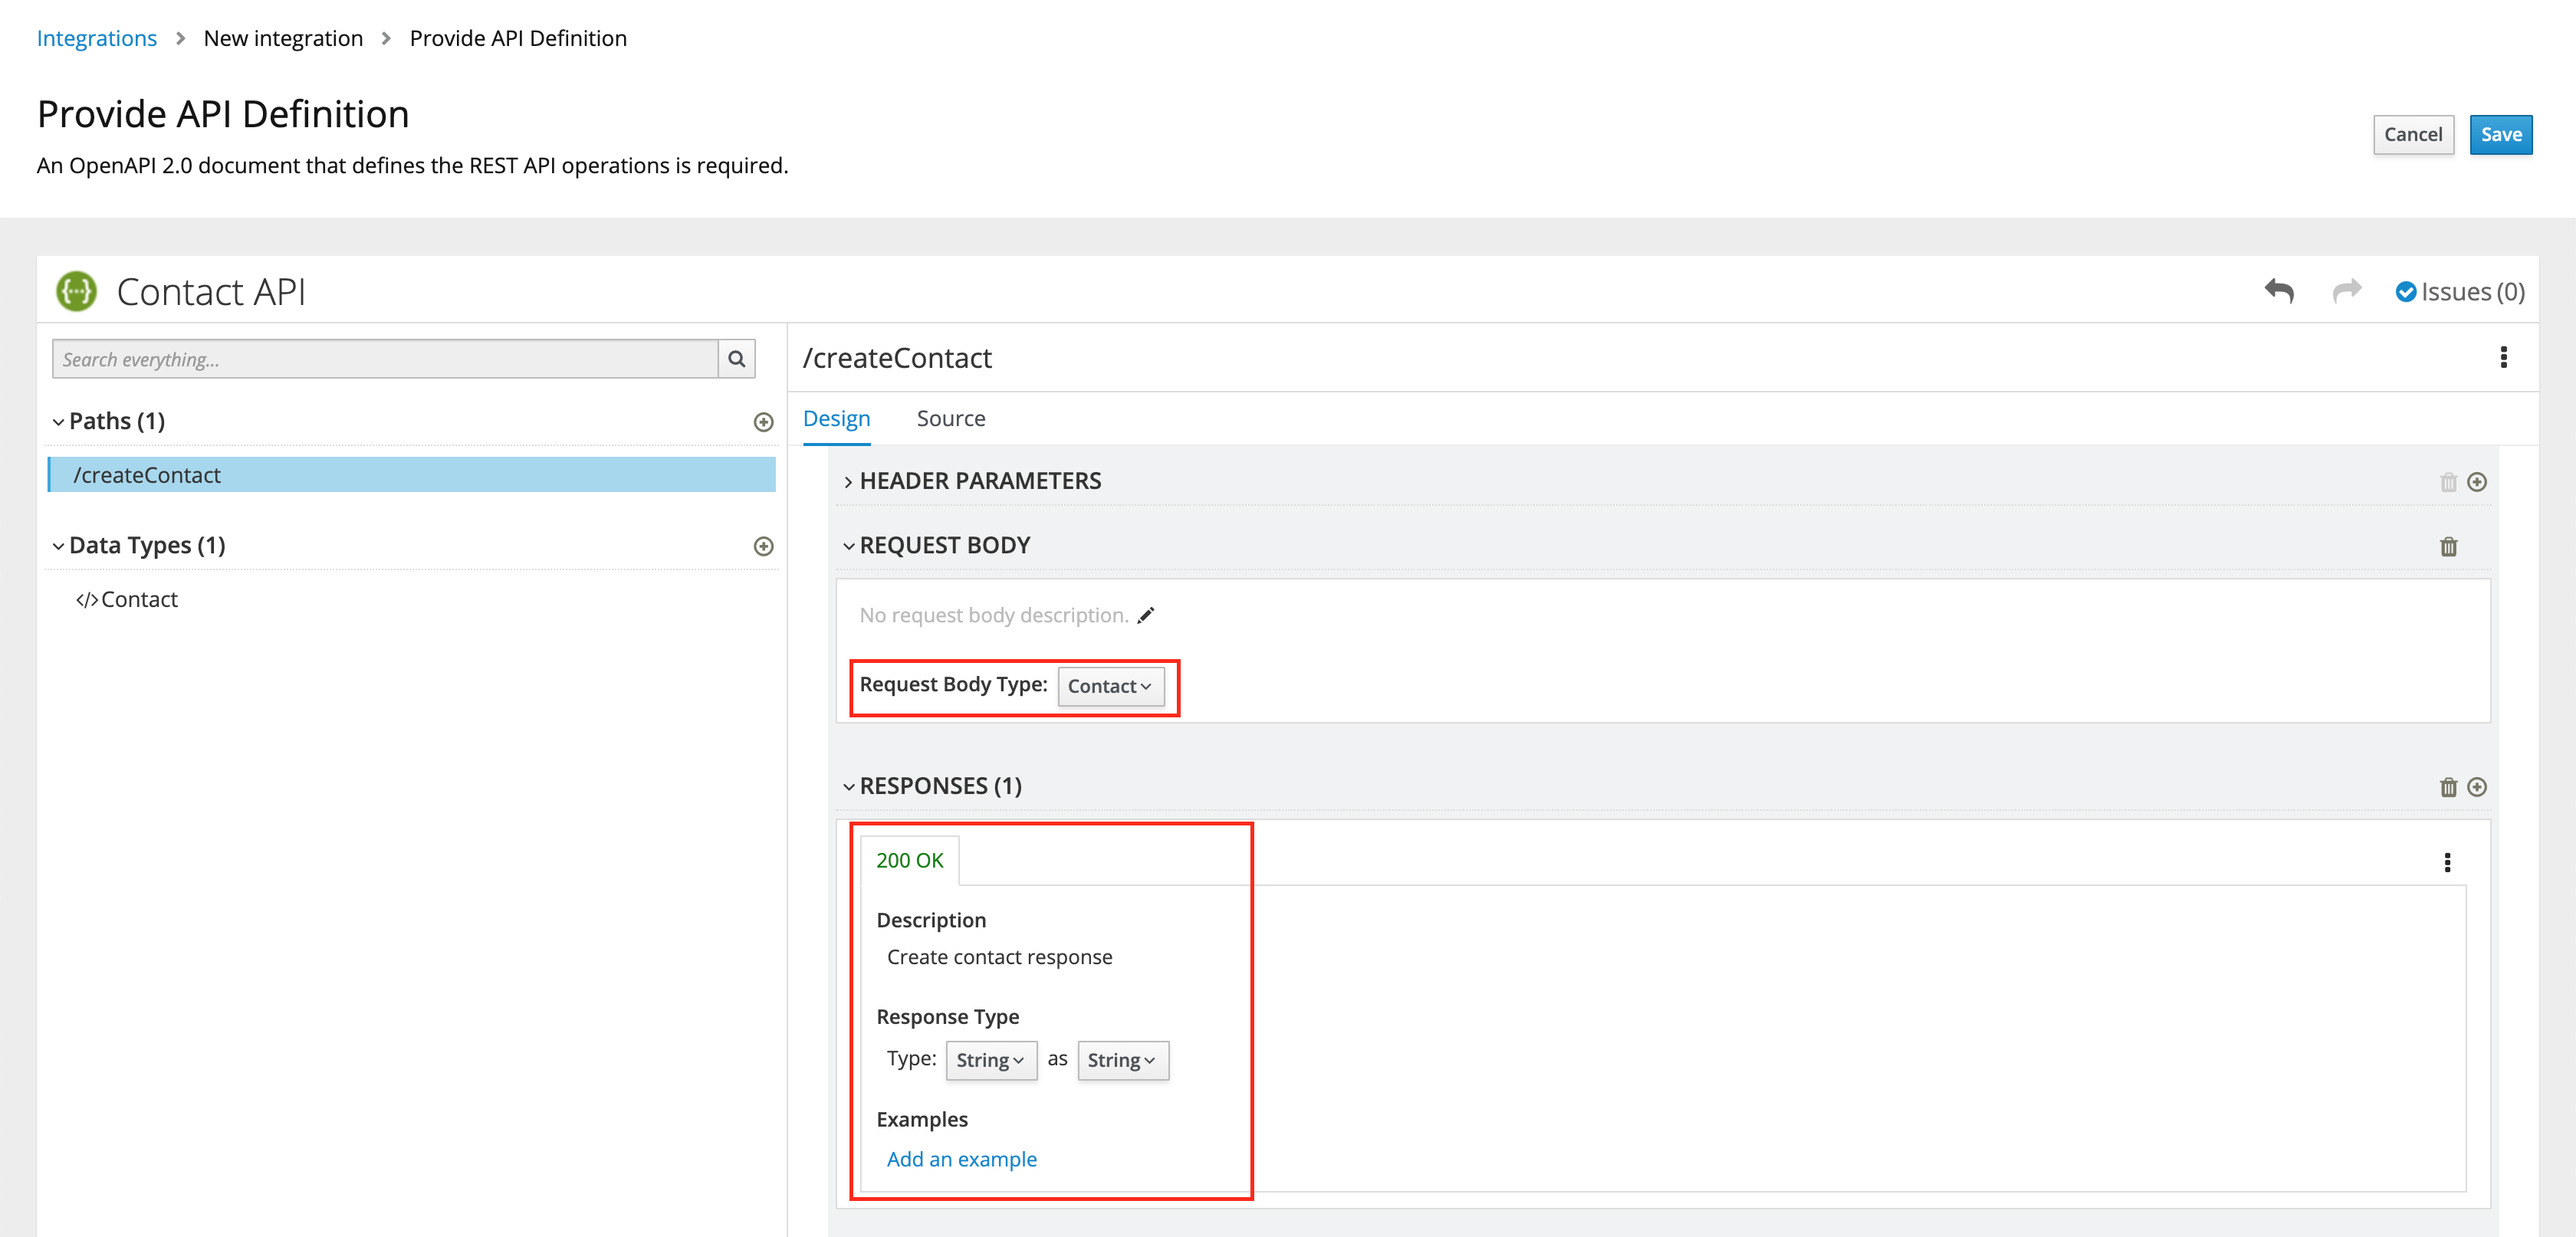 Integrations > New integration > Provide API Definition
Provide API Definition
Cancel Save
An OpenAPI 2.0 document that defines the REST API operations is required.
{···} Contact API
Issues (0)
Search everything...
/createContact
Paths (1)
Design Source
/createContact
HEADER PARAMETERS
Data Types (1)
REQUEST BODY
</>Contact
No request body description.
Request Body Type: Contact
RESPONSES (1)
200 OK
Description
Create contact response
Response Type
Type: String as String
Examples
Add an example